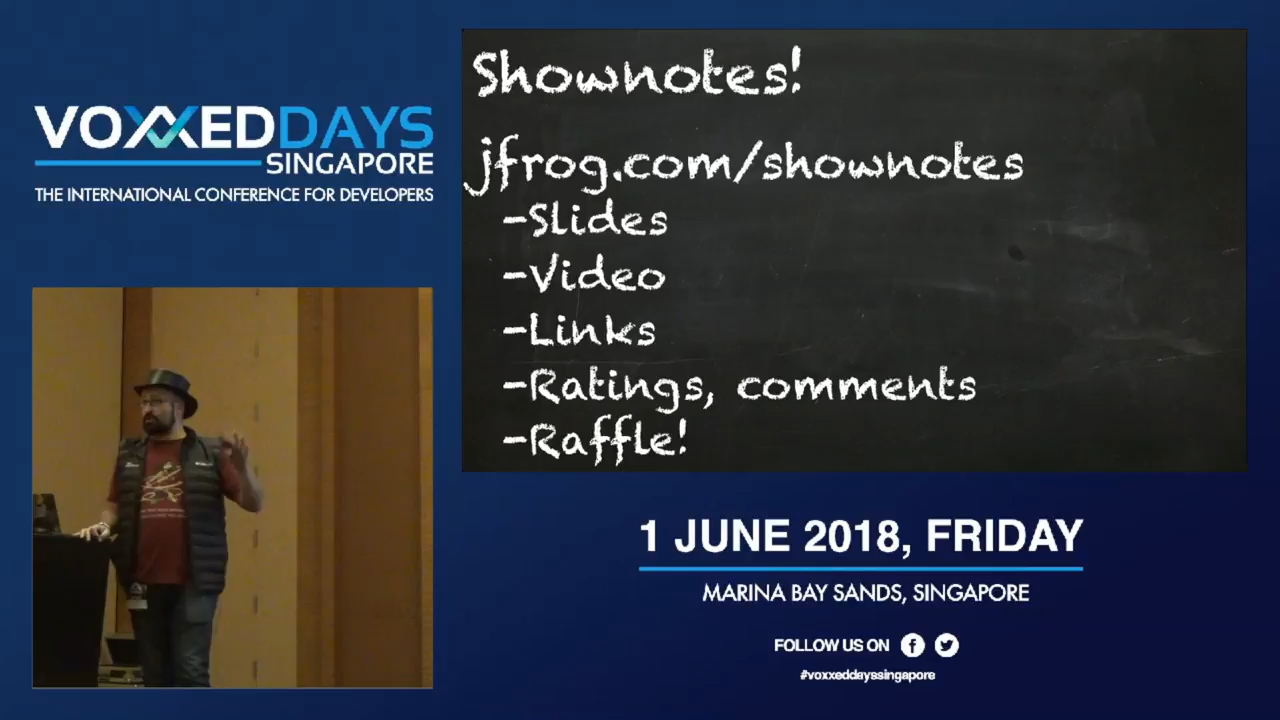 VOXXEDDAYS
SINGAPORE
THE INTERNATIONAL CONFERENCE FOR DEVELOPERS
Shownotes!
jfrog.com/shownotes
-Slides
-Video
-Links
-Ratings, comments
-Raffle!
1 JUNE 2018, FRIDAY
MARINA BAY SANDS, SINGAPORE
FOLLOW US ON
#voxxeddayssingapore